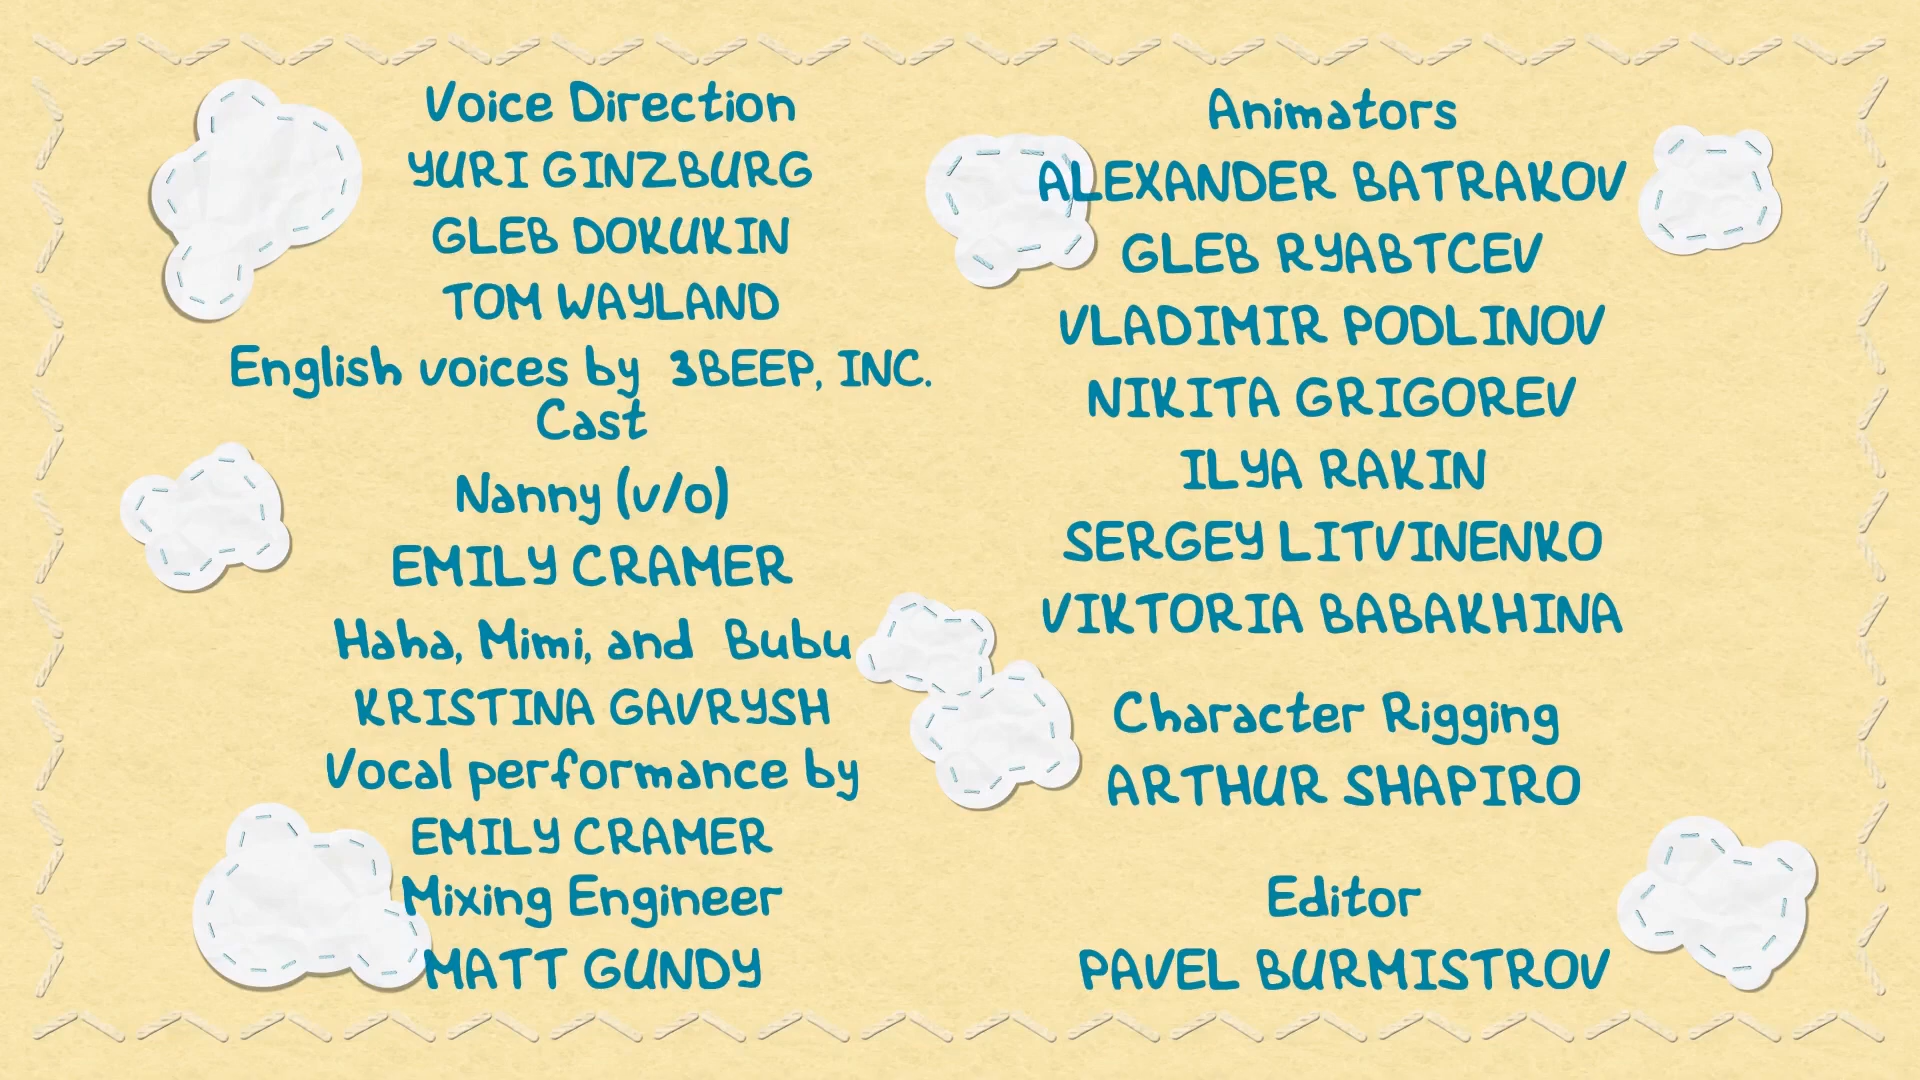 Voice Direction
YURI GINZBURG
GLEB DOKUKIN
TOM WAYLAND
English voices by 3BEEP, INC.
Cast
Nanny (v/o)
EMILY CRAMER
Haha, Mimi, and Bubu
KRISTINA GAVRYSH
Vocal performance by
EMILY CRAMER
Mixing Engineer
MATT GUNDY
Animators
ALEXANDER BATRAKOV
GLEB RYABTCEV
VLADIMIR PODLINOV
NIKITA GRIGOREV
ILYA RAKIN
SERGEY LITVINENKO
VIKTORIA BABAKHINA
Character Rigging
ARTHUR SHAPIRO
Editor
PAVEL BURMISTROV